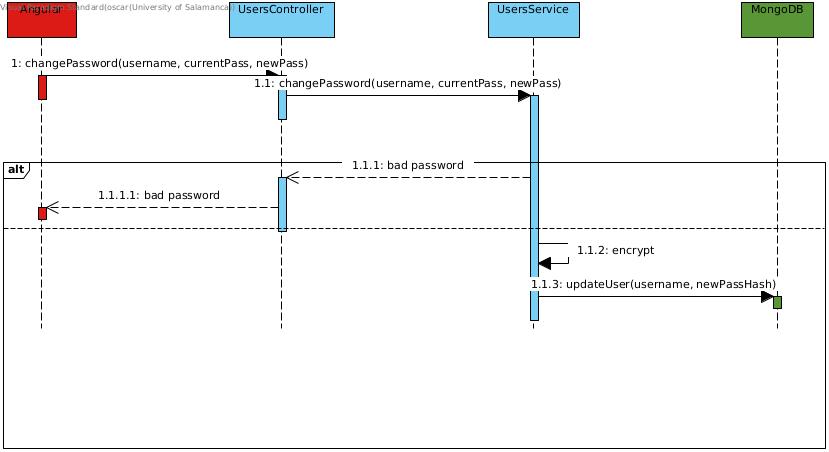 Angular
UsersController
UsersService
MongoDB
Standard(oscar(University of Salamanca))
1: changePassword(username, currentPass, newPass)
1.1: changePassword(username, currentPass, newPass)
alt
1.1.1: bad password
1.1.1.1: bad password
1.1.2: encrypt
1.1.3: updateUser(username, newPassHash)